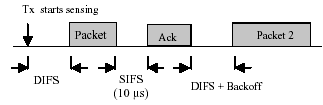 Tx starts sensing
Packet
Ack
Packet 2
DIFS
SIFS
(10 μs)
DIFS + Backoff